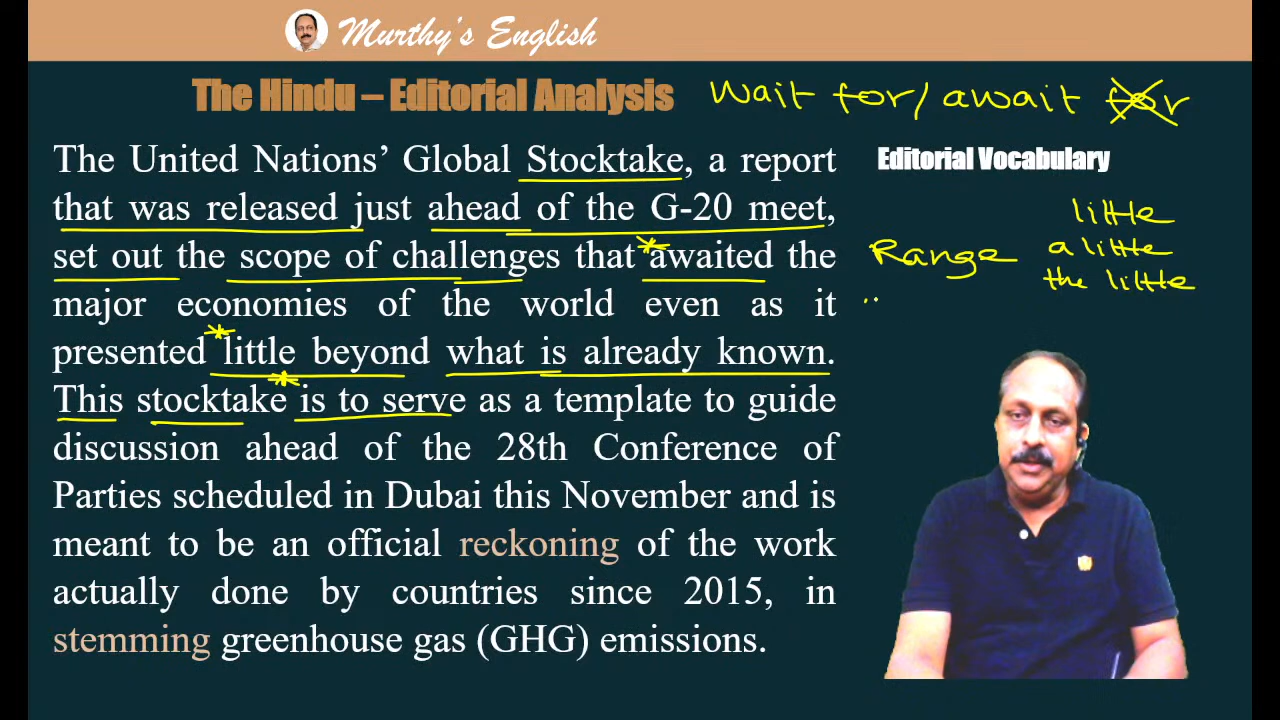 Murthy's English
The Hindu – Editorial Analysis
wait for/ await for
The United Nations' Global Stocktake, a report
that was released just ahead of the G-20 meet,
set out the scope of challenges that *awaited the
major economies of the world even as it
presented *little beyond what is already known.
This stocktake *is to serve as a template to guide
discussion ahead of the 28th Conference of
Parties scheduled in Dubai this November and is
meant to be an official reckoning of the work
actually done by countries since 2015, in
stemming greenhouse gas (GHG) emissions.
Editorial Vocabulary
little
Range
a little
the little